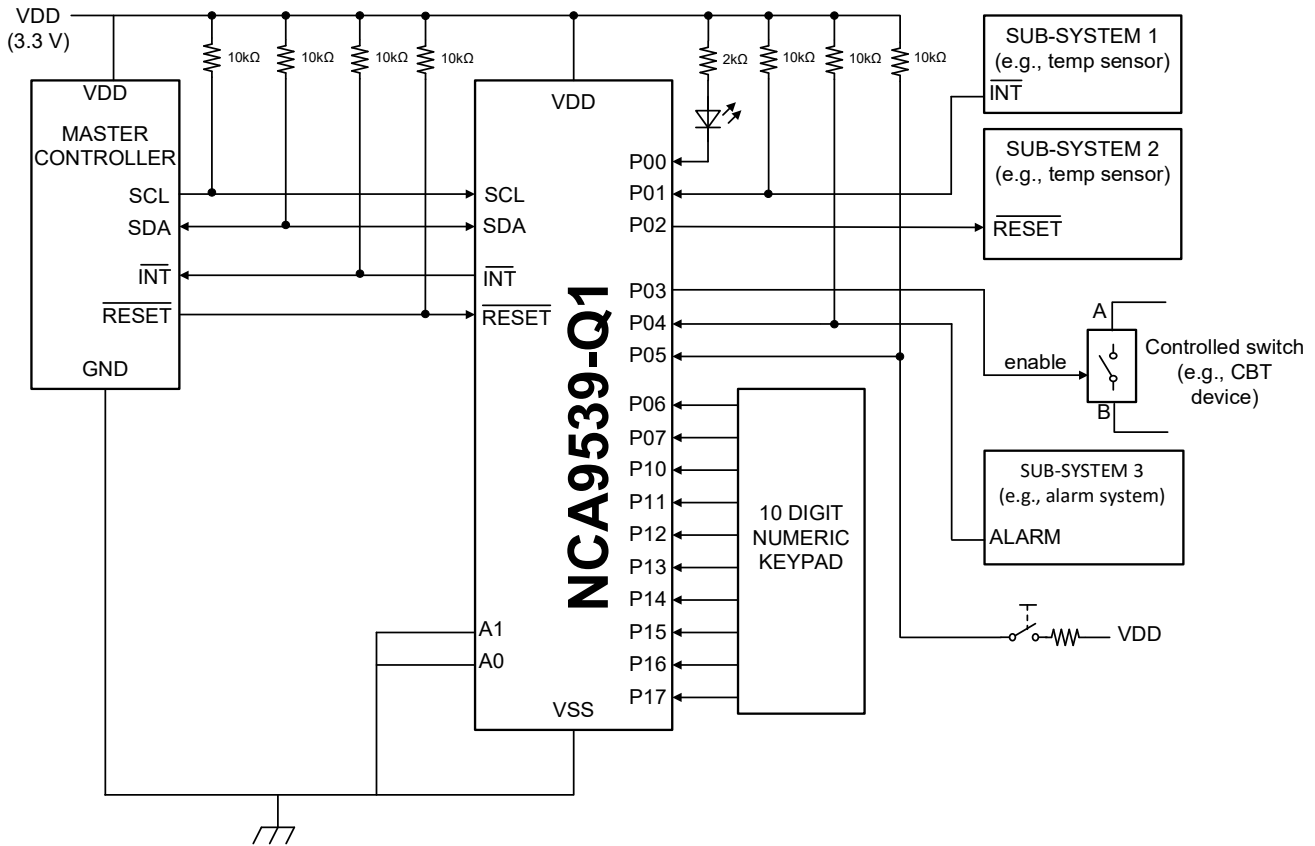 VDD
(3.3 V)
10kΩ
10kΩ
10kΩ
10kΩ
2kΩ
10kΩ
10kΩ
10kΩ
VDD
MASTER
CONTROLLER
SCL
SDA
INT
RESET
GND
VDD
SCL
SDA
INT
RESET
A1
A0
VSS
NCA9539-Q1
P00
P01
P02
P03
P04
P05
P06
P07
P10
P11
P12
P13
P14
P15
P16
P17
10 DIGIT
NUMERIC
KEYPAD
SUB-SYSTEM 1
(e.g., temp sensor)
INT
SUB-SYSTEM 2
(e.g., temp sensor)
RESET
A
enable
B
Controlled switch
(e.g., CBT
device)
SUB-SYSTEM 3
(e.g., alarm system)
ALARM
VDD